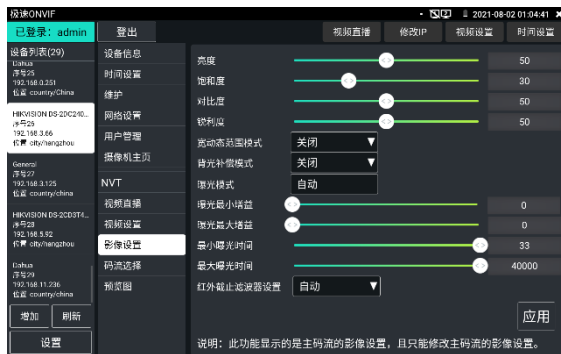 极速ONVIF
2021-08-02 01:04:41
已登录: admin
登出
视频直播
修改IP
视频设置
时间设置
设备列表(29)
Dahua
序号25
192.168.0.251
位置 country/China
HIKVISION DS-2DC240...
序号26
192.168.3.66
位置 city/hangzhou
General
序号27
192.168.3.125
位置 country/china
HIKVISION DS-2CD3T4...
序号28
192.168.5.92
位置 city/hangzhou
Dahua
序号29
192.168.11.236
位置 country/china
增加
刷新
设置
设备信息
时间设置
维护
网络设置
用户管理
摄像机主页
NVT
视频直播
视频设置
影像设置
码流选择
预览图
亮度
50
饱和度
30
对比度
50
锐利度
50
宽动态范围模式
关闭
背光补偿模式
关闭
曝光模式
自动
曝光最小增益
0
曝光最大增益
0
最小曝光时间
33
最大曝光时间
40000
红外截止滤波器设置
自动
应用
说明：此功能显示的是主码流的影像设置，且只能修改主码流的影像设置。